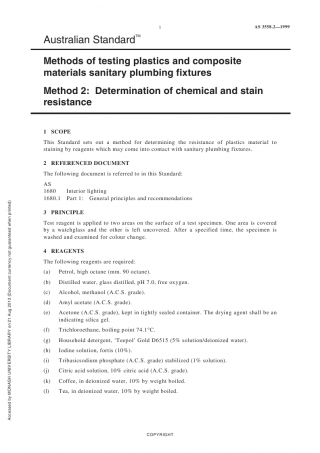 1
AS 3558.2—1999
Australian Standard™
Methods of testing plastics and composite
materials sanitary plumbing fixtures
Method 2: Determination of chemical and stain
resistance
1 SCOPE
This Standard sets out a method for determining the resistance of plastics material to
staining by reagents which may come into contact with sanitary plumbing fixtures.
2 REFERENCED DOCUMENT
The following document is referred to in this Standard:
AS
1680 Interior lighting
1680.1 Part 1: General principles and recommendations
3 PRINCIPLE
Test reagent is applied to two areas on the surface of a test specimen. One area is covered
by a watchglass and the other is left uncovered. After a specified time, the specimen is
washed and examined for colour change.
4 REAGENTS
The following reagents are required:
(a) Petrol, high octane (mm. 90 octane).
(b) Distilled water, glass distilled, pH 7.0, free oxygen.
(c) Alcohol, methanol (A.C.S. grade).
(d) Amyl acetate (A.C.S. grade).
(e) Acetone (A.C.S. grade), kept in tightly sealed container. The drying agent shall be an
indicating silica gel.
(f) Trichloroethane, boiling point 74.1°C.
(g) Household detergent, 'Teepol' Gold D6515 (5% solution/deionized water).
(h) Iodine solution, fortis (10%).
(i) Tribasicsodium phosphate (A.C.S. grade) stabilized (1% solution).
(j) Citric acid solution, 10% citric acid (A.C.S. grade).
(k) Coffee, in deionized water, 10% by weight boiled.
(l) Tea, in deionized water, 10% by weight boiled.
Accessed by MONASH UNIVERSITY LIBRARY on 21 Aug 2012 (Document currency not guaranteed when printed)
COPYRIGHT